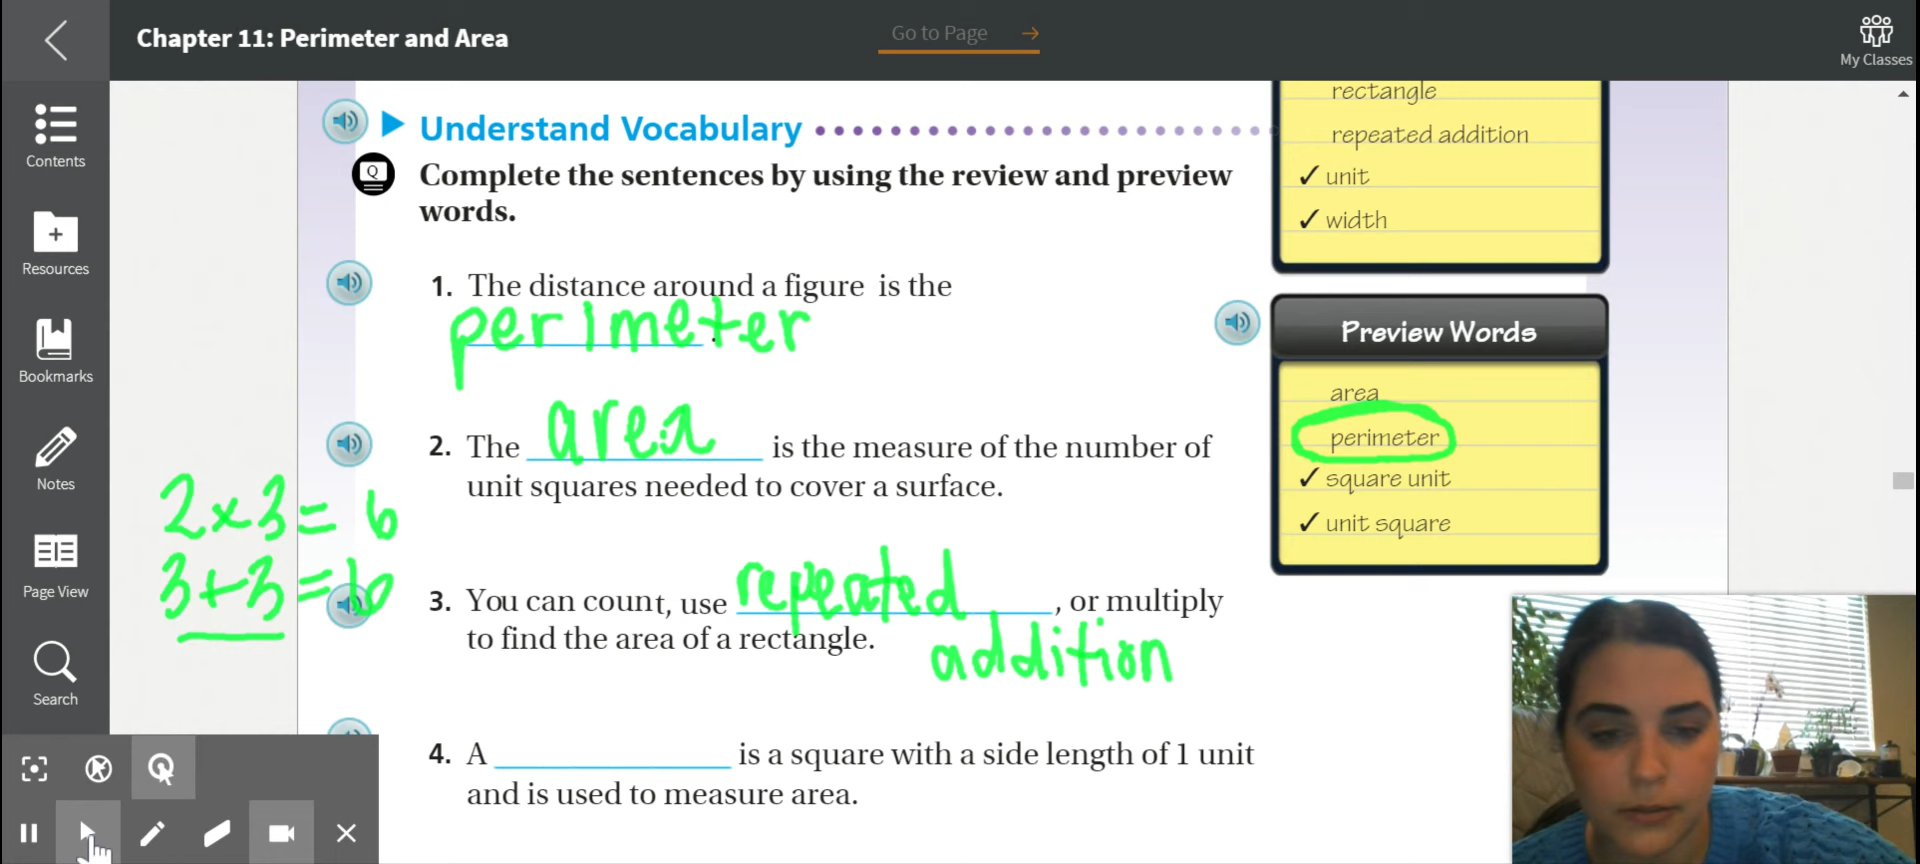 Chapter 11: Perimeter and Area
Go to Page →
My Classes
Contents
Resources
Bookmarks
Notes
Page View
Search
Understand Vocabulary
Q
Complete the sentences by using the review and preview
words.
1. The distance around a figure is the
perimeter.
2. The area is the measure of the number of
unit squares needed to cover a surface.
2 x 3 = 6
3 + 3 = 6
3. You can count, use repeated addition, or multiply
to find the area of a rectangle.
4. A ____________ is a square with a side length of 1 unit
and is used to measure area.
rectangle
repeated addition
✓ unit
✓ width
Preview Words
area
perimeter
✓ square unit
✓ unit square